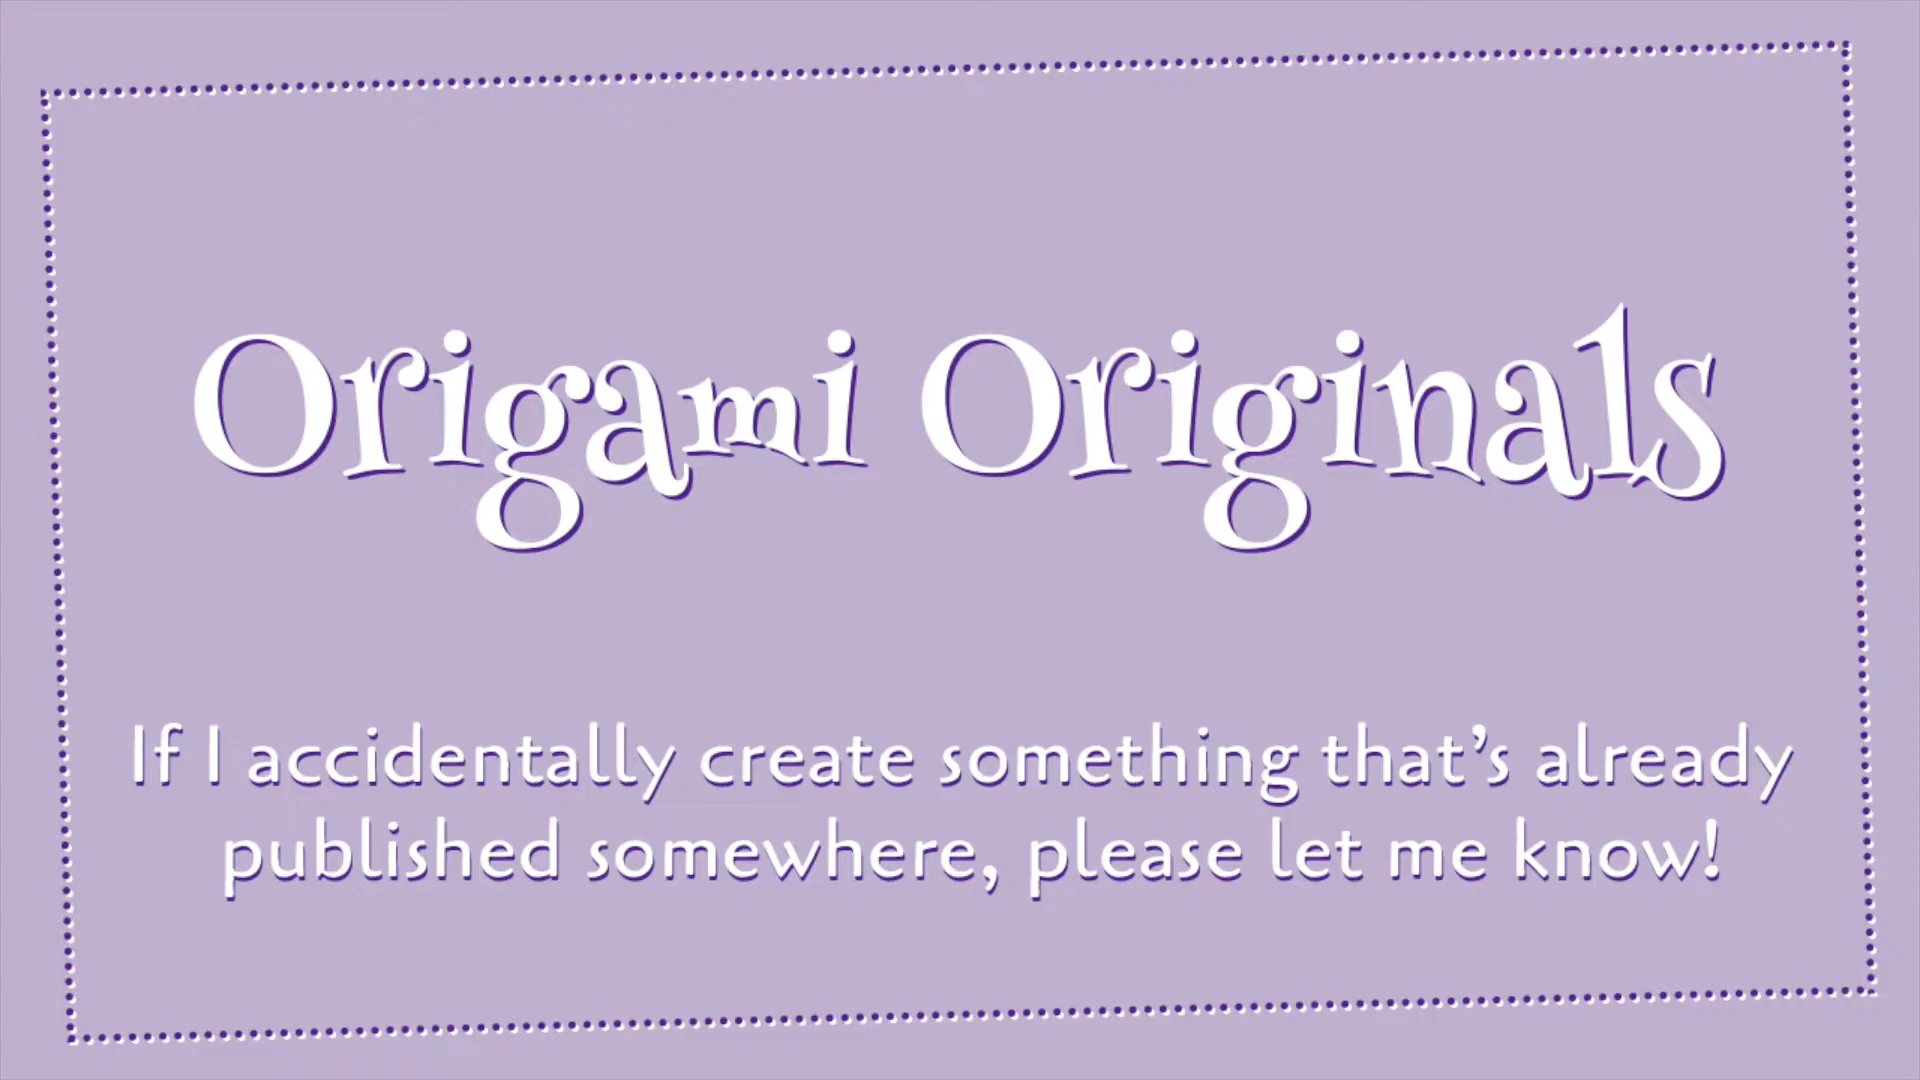 Origami Originals
If I accidentally create something that’s already
published somewhere, please let me know!